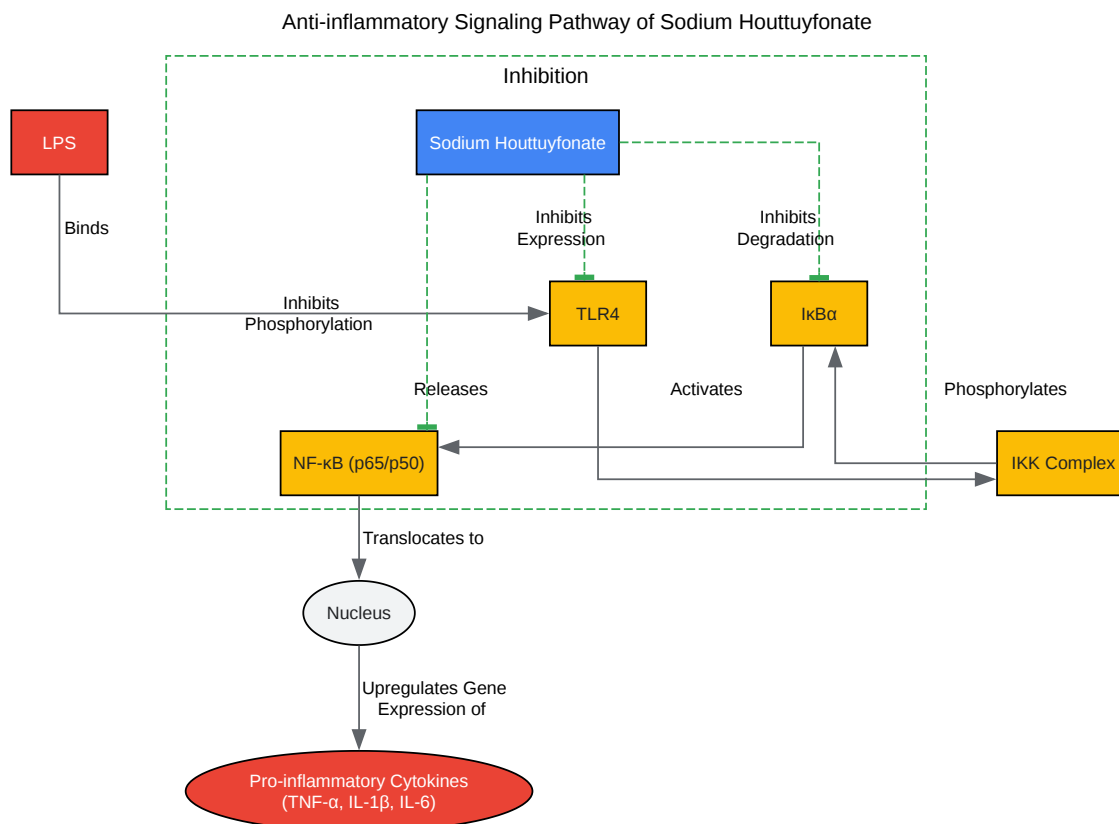 Anti-inflammatory Signaling Pathway of Sodium Houttuyfonate
Inhibition
LPS
Sodium Houttuyfonate
Binds
Inhibits
Expression
Inhibits
Degradation
Inhibits
Phosphorylation
TLR4
IκBα
Releases
Activates
Phosphorylates
NF-κB (p65/p50)
IKK Complex
Translocates to
Nucleus
Upregulates Gene
Expression of
Pro-inflammatory Cytokines
(TNF-α, IL-1β, IL-6)